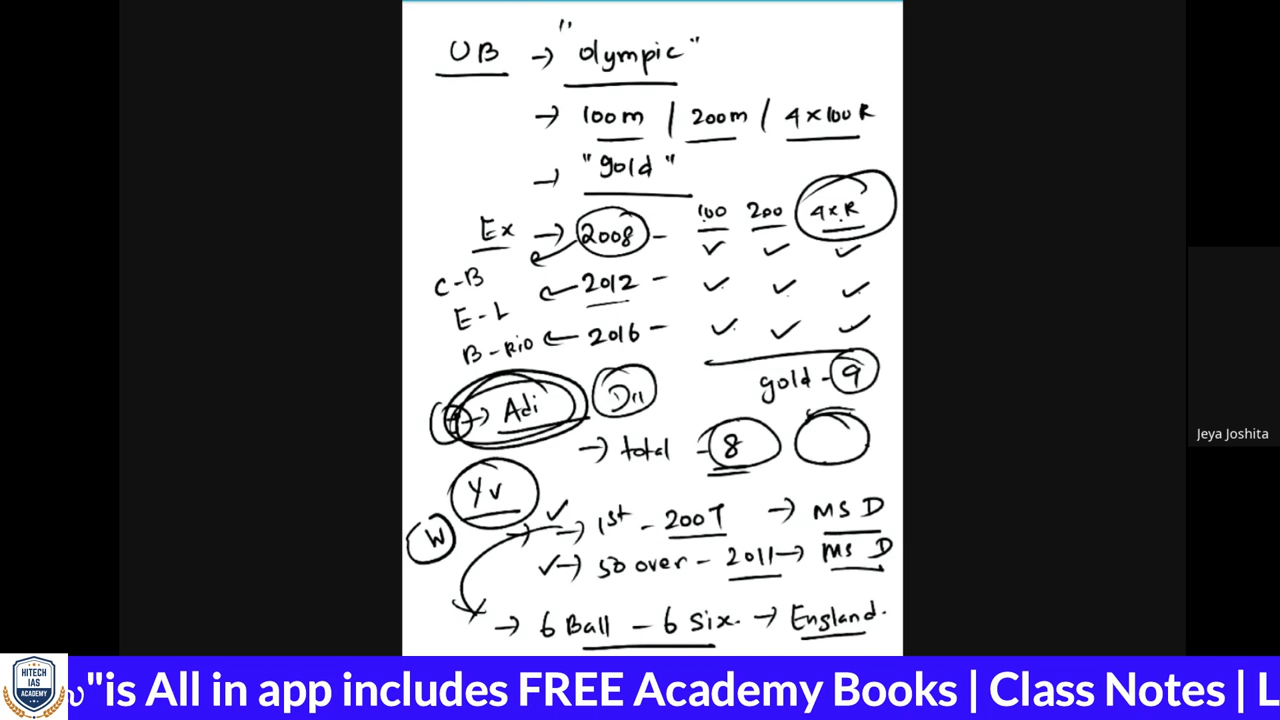 UB → "Olympic"
→ 100m / 200m / 4×100R
→ "gold"
Ex → 2008 – 100 200 4×R
✓ ✓ ✓
C-B
← 2012 – ✓ ✓ ✓
E-L
B-Rio ← 2016 – ✓ ✓ ✓
gold - 9
→ Adi
→ total - 8
Yv
✓ → 1st - 2007 → MS D
W
✓→ 50 over - 2011 → MS D
→ 6 Ball - 6 Six. → England.
Jeya Joshita
HITECH
IAS
ACADEMY
"is All in app includes FREE Academy Books | Class Notes | L